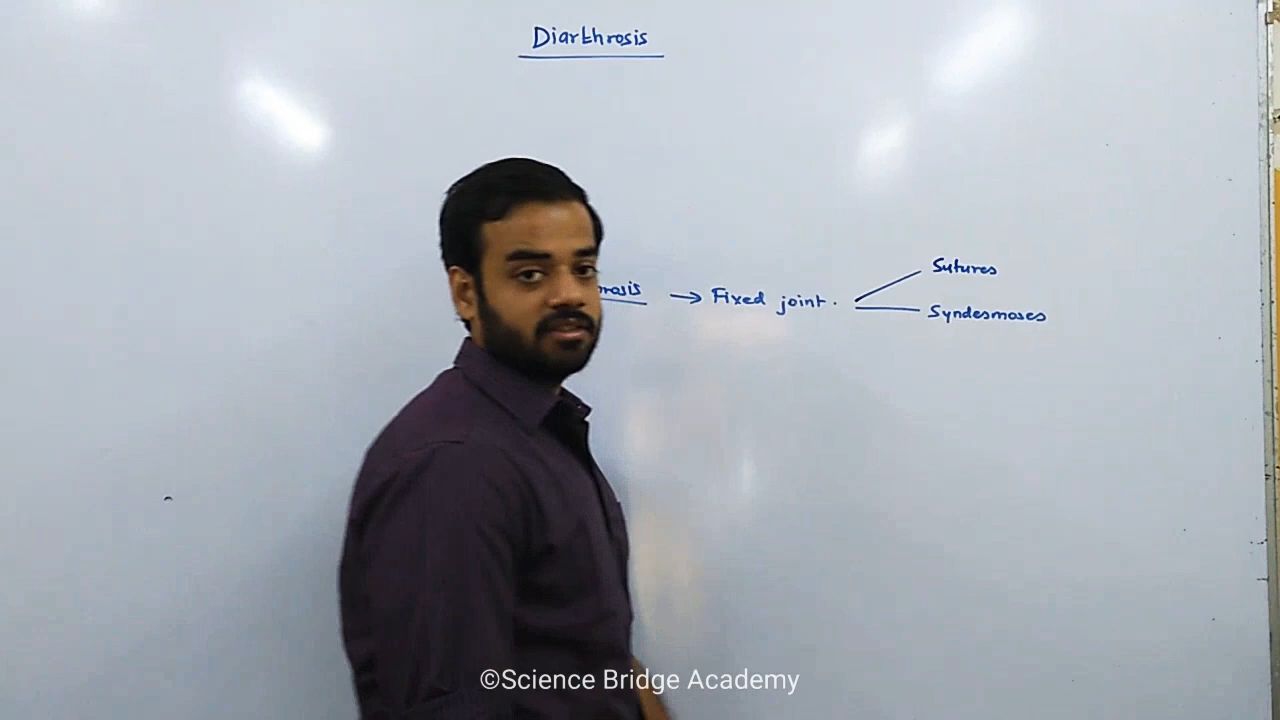 Diarthrosis
Sutures
→ Fixed joint.
Syndesmoses
©Science Bridge Academy